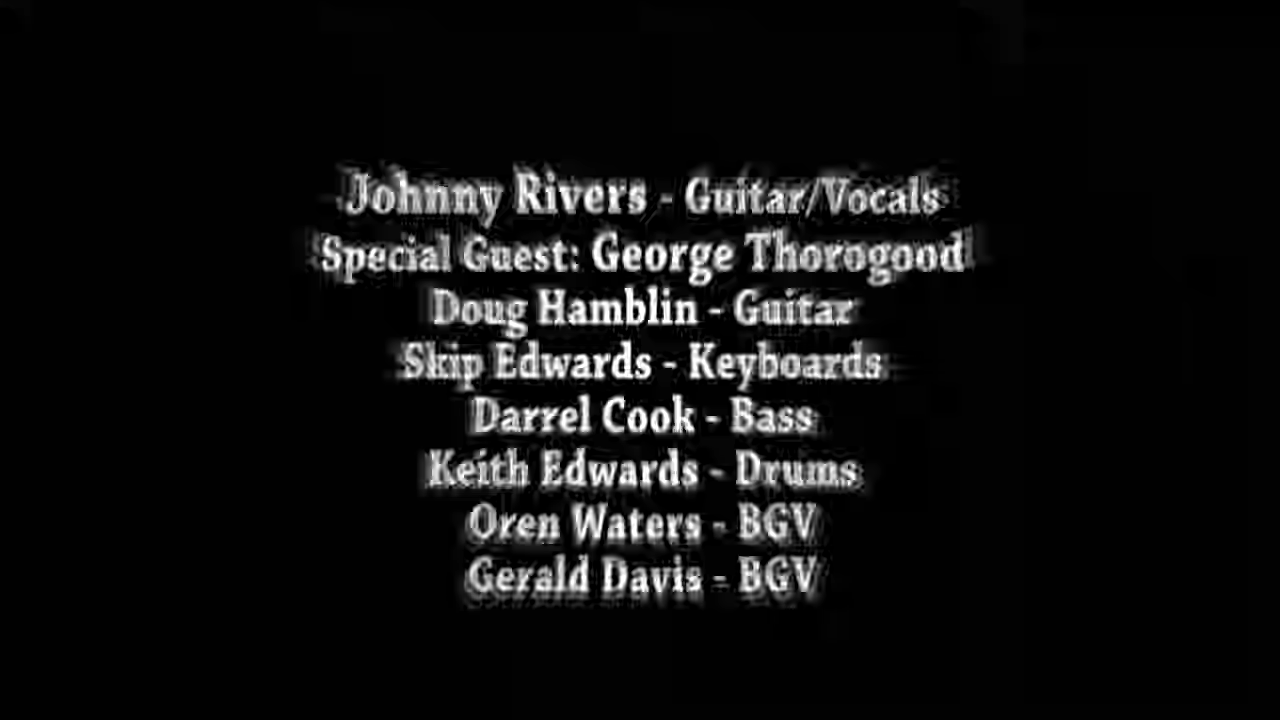 Johnny Rivers - Guitar/Vocals
Special Guest: George Thorogood
Doug Hamblin - Guitar
Skip Edwards - Keyboards
Darrel Cook - Bass
Keith Edwards - Drums
Oren Waters - BGV
Gerald Davis - BGV